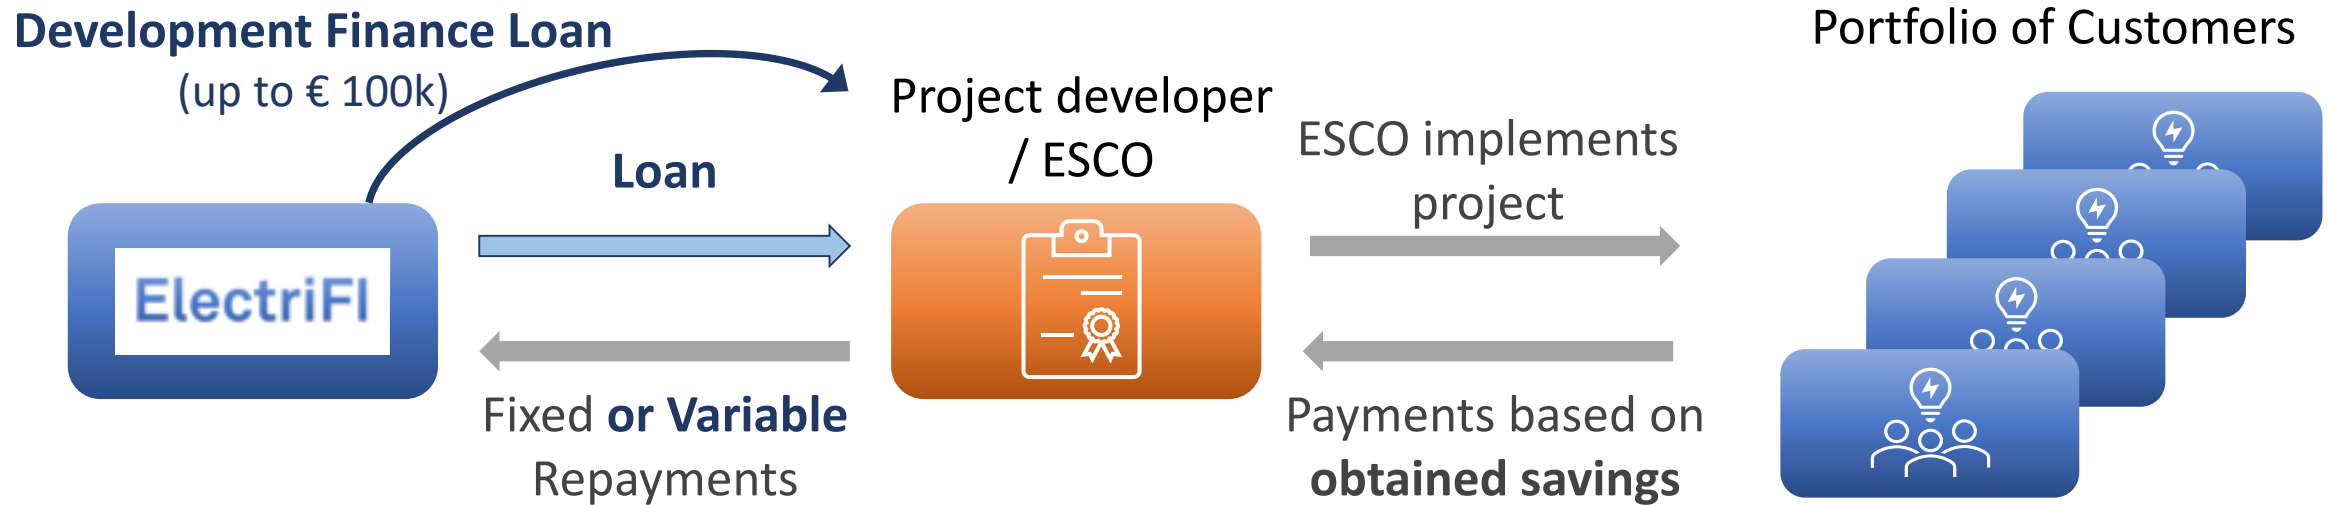 Development Finance Loan
(up to € 100k)
Loan
ElectriFI
Fixed or Variable
Repayments
Project developer
/ ESCO
ESCO implements
project
Payments based on
obtained savings
Portfolio of Customers